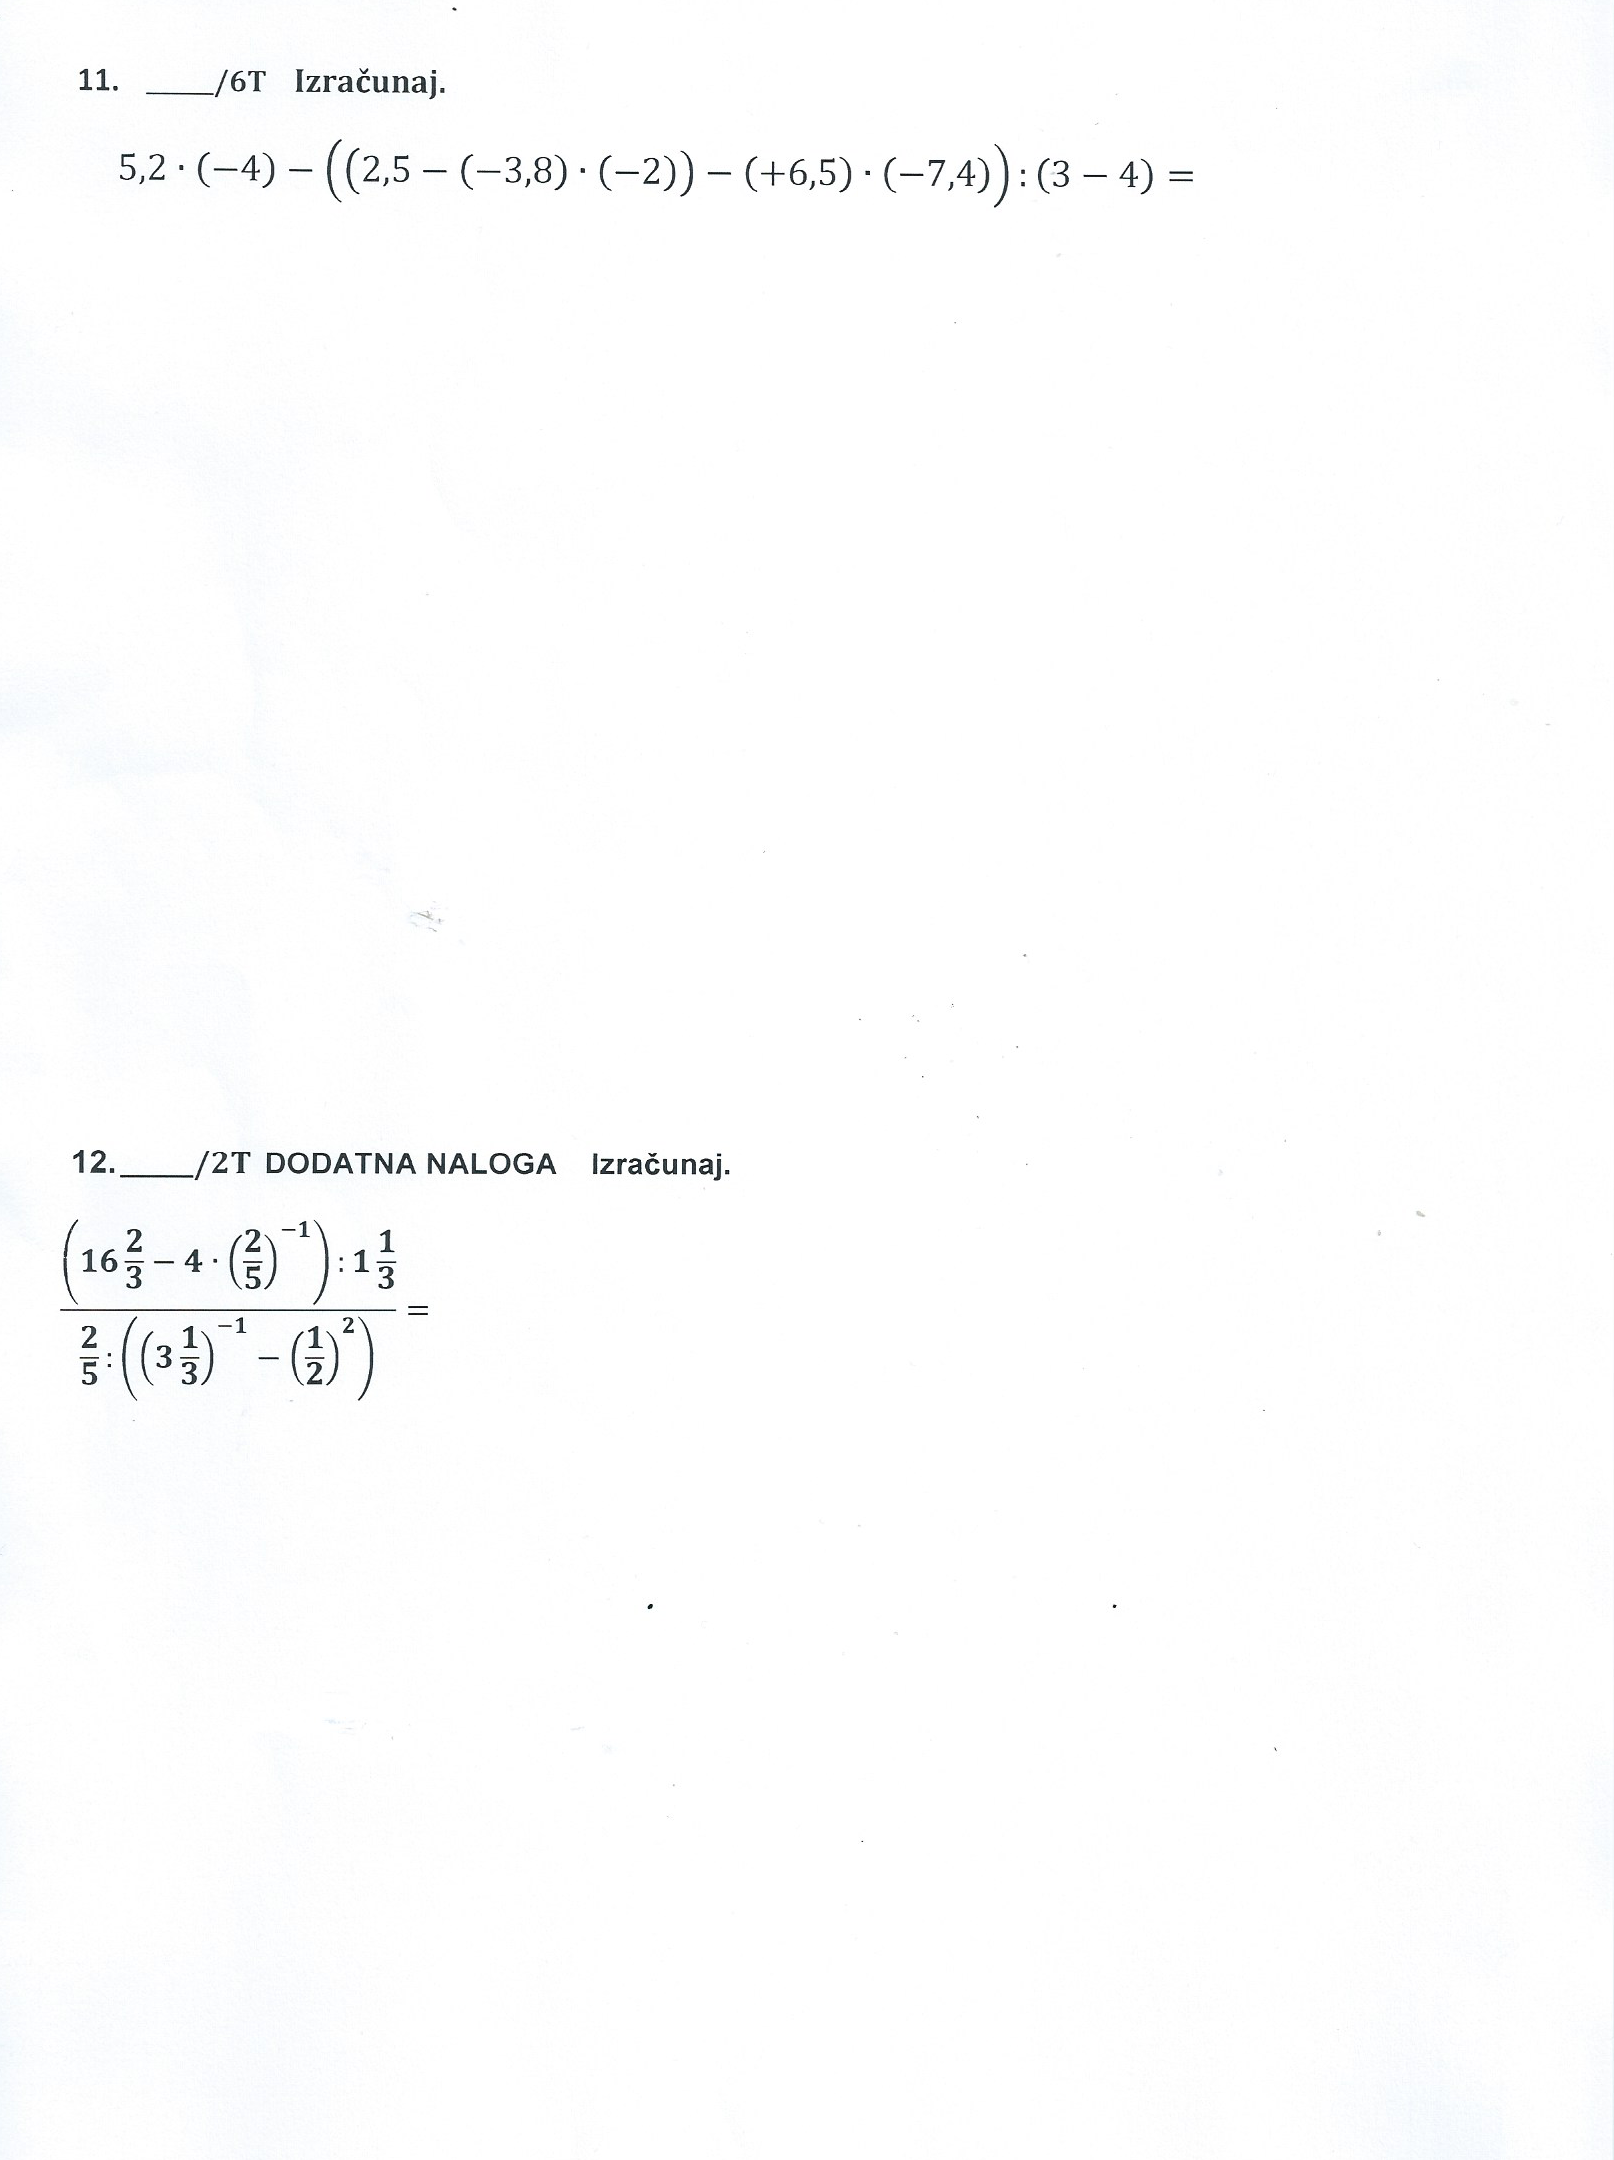 11. ____/6T Izračunaj.
5,2 · (−4) − ((2,5 − (−3,8) · (−2)) − (+6,5) · (−7,4)) : (3 − 4) =
12.____/2T DODATNA NALOGA Izračunaj.
(16 2/3 − 4 · (2/5)^−1) : 1 1/3
2/5 : ((3 1/3)^−1 − (1/2)^2) =